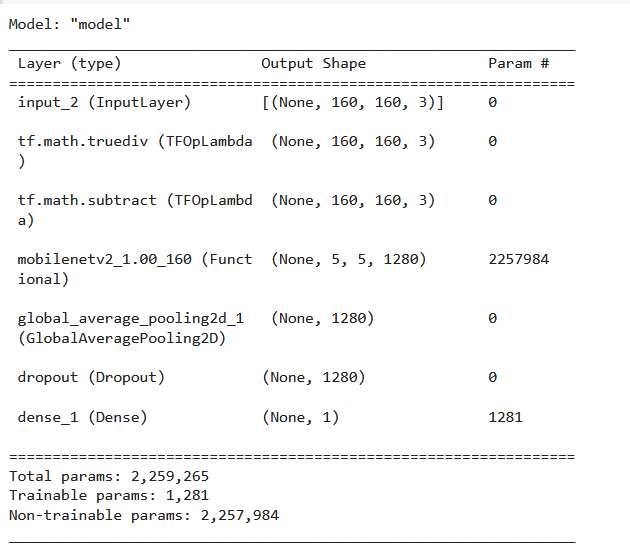 Model: "model"
Layer (type) Output Shape Param #
input_2 (InputLayer) [(None, 160, 160, 3)] 0
tf.math.truediv (TFOpLambda (None, 160, 160, 3) 0
)
tf.math.subtract (TFOpLambd (None, 160, 160, 3) 0
a)
mobilenetv2_1.00_160 (Funct (None, 5, 5, 1280) 2257984
ional)
global_average_pooling2d_1 (None, 1280) 0
(GlobalAveragePooling2D)
dropout (Dropout) (None, 1280) 0
dense_1 (Dense) (None, 1) 1281
Total params: 2,259,265
Trainable params: 1,281
Non-trainable params: 2,257,984